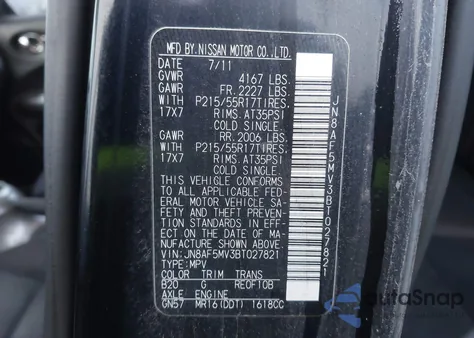 MFD.BY NISSAN MOTOR CO.,LTD.
DATE 7/11
GVWR 4167 LBS.
GAWR FR. 2227 LBS.
WITH P215/55R17TIRES,
17X7 RIMS, AT35PSI
COLD SINGLE.
GAWR RR. 2006 LBS.
WITH P215/55R17TIRES,
17X7 RIMS, AT35PSI
COLD SINGLE.
THIS VEHICLE CONFORMS
TO ALL APPLICABLE FED-
ERAL MOTOR VEHICLE SA-
FETY AND THEFT PREVEN-
TION STANDARDS IN EFF-
ECT ON THE DATE OF MA-
NUFACTURE SHOWN ABOVE.
VIN:JN8AF5MV3BT027821
TYPE:MPV
COLOR TRIM TRANS
B20 G RE0F10B
AXLE ENGINE
GN57 MR16(DDT) 1618CC
JN8AF5MV3BT027821
AutoSnap